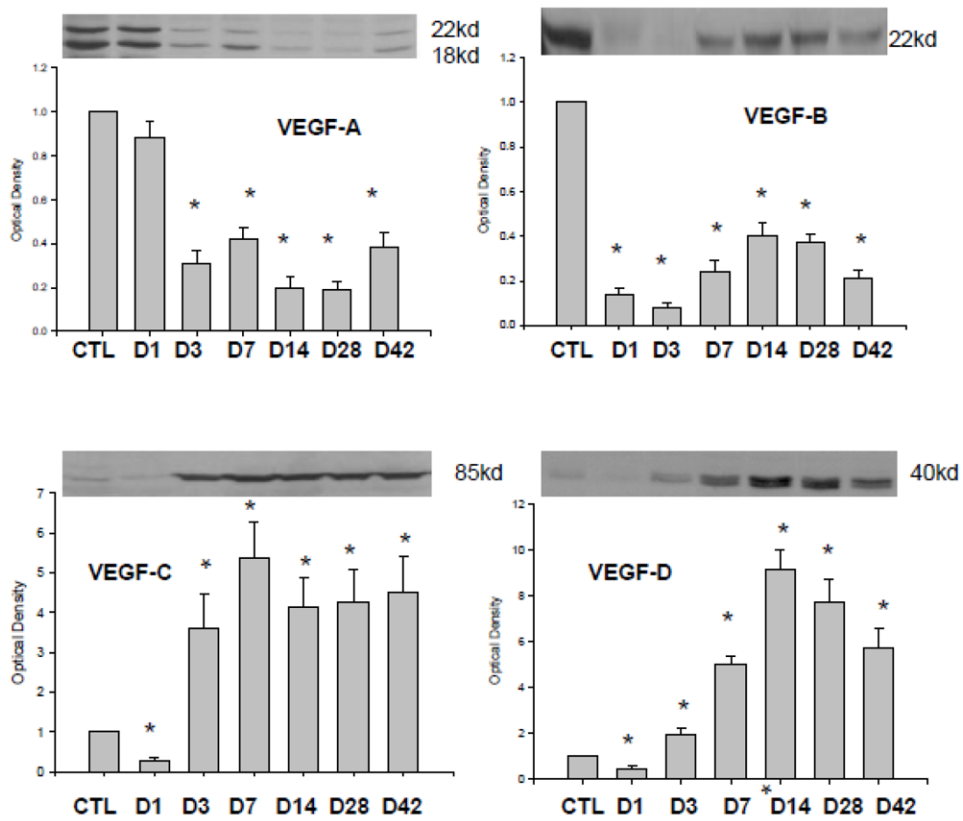 22kd
18kd
1.2
1.0
0.8
0.6
0.4
0.2
0.0
Optical Density
VEGF-A
* * * * *
CTL D1 D3 D7 D14 D28 D42
22kd
1.2
1.0
0.8
0.6
0.4
0.2
0.0
Optical Density
VEGF-B
* * * * * *
CTL D1 D3 D7 D14 D28 D42
85kd
7
6
5
4
3
2
1
0
Optical Density
VEGF-C
* * * * * *
CTL D1 D3 D7 D14 D28 D42
40kd
12
10
8
6
4
2
0
Optical Density
VEGF-D
* * * * * *
*
CTL D1 D3 D7 D14 D28 D42